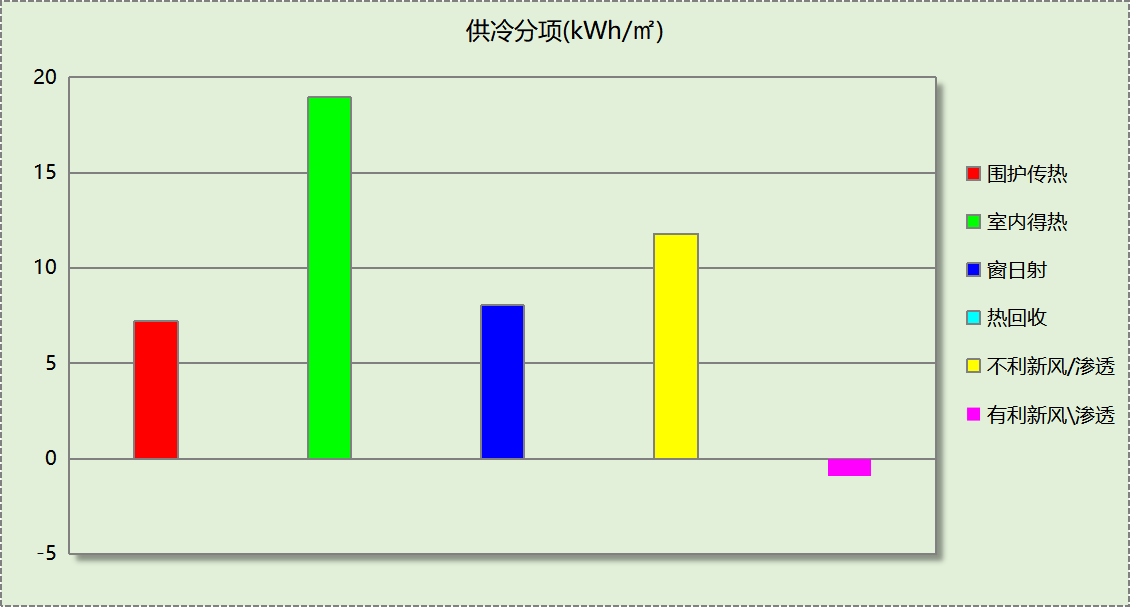 供冷分项(kWh/㎡)
20
15
10
5
0
-5
围护传热
室内得热
窗日射
热回收
不利新风/渗透
有利新风\渗透